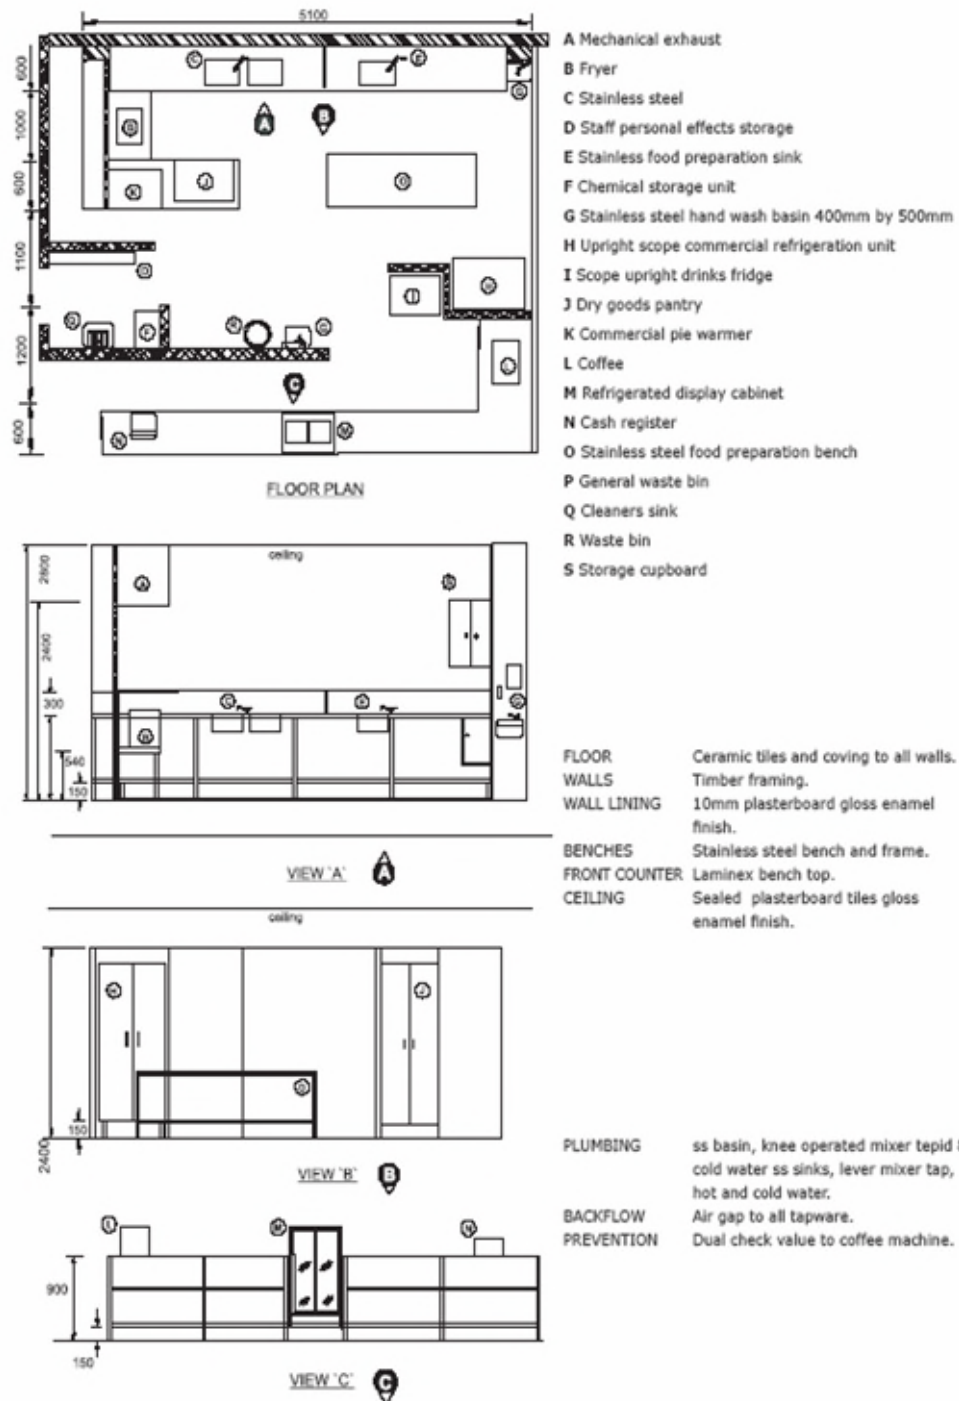 5100
A Mechanical exhaust
B Fryer
C Stainless steel
D Staff personal effects storage
E Stainless food preparation sink
F Chemical storage unit
G Stainless steel hand wash basin 400mm by 500mm
H Upright scope commercial refrigeration unit
I Scope upright drinks fridge
J Dry goods pantry
K Commercial pie warmer
L Coffee
M Refrigerated display cabinet
N Cash register
O Stainless steel food preparation bench
P General waste bin
Q Cleaners sink
R Waste bin
S Storage cupboard
600
1000
600
1100
1200
600
C
E
G
A
B
B
K
J
O
D
I
H
Q
F
R
G
L
C
N
M
FLOOR PLAN
ceiling
2800
2400
300
540
150
A
S
C
E
G
B
VIEW `A`
A
FLOOR Ceramic tiles and coving to all walls.
WALLS Timber framing.
WALL LINING 10mm plasterboard gloss enamel
finish.
BENCHES Stainless steel bench and frame.
FRONT COUNTER Laminex bench top.
CEILING Sealed plasterboard tiles gloss
enamel finish.
ceiling
H
J
O
150
2400
VIEW `B`
B
PLUMBING ss basin, knee operated mixer tepid &
cold water ss sinks, lever mixer tap,
hot and cold water.
BACKFLOW Air gap to all tapware.
PREVENTION Dual check value to coffee machine.
L
M
N
900
150
VIEW `C`
C